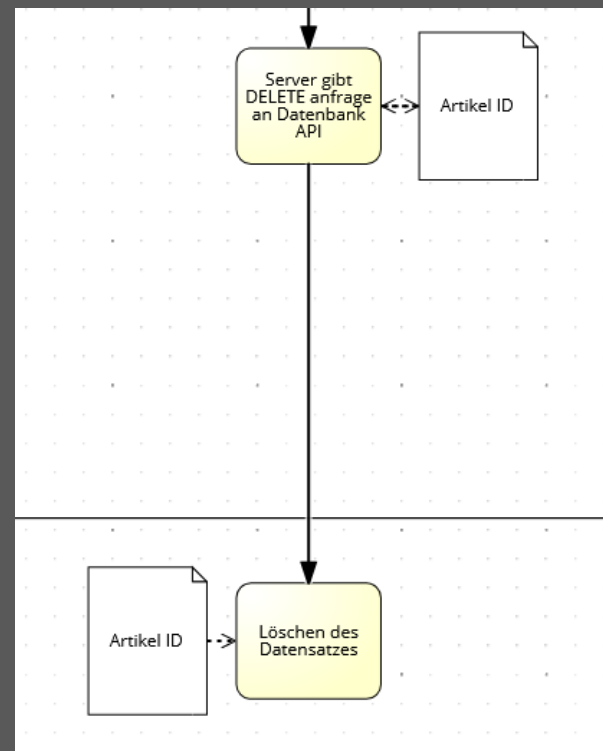 Server gibt
DELETE anfrage
an Datenbank
API
Artikel ID
Artikel ID
Löschen des
Datensatzes